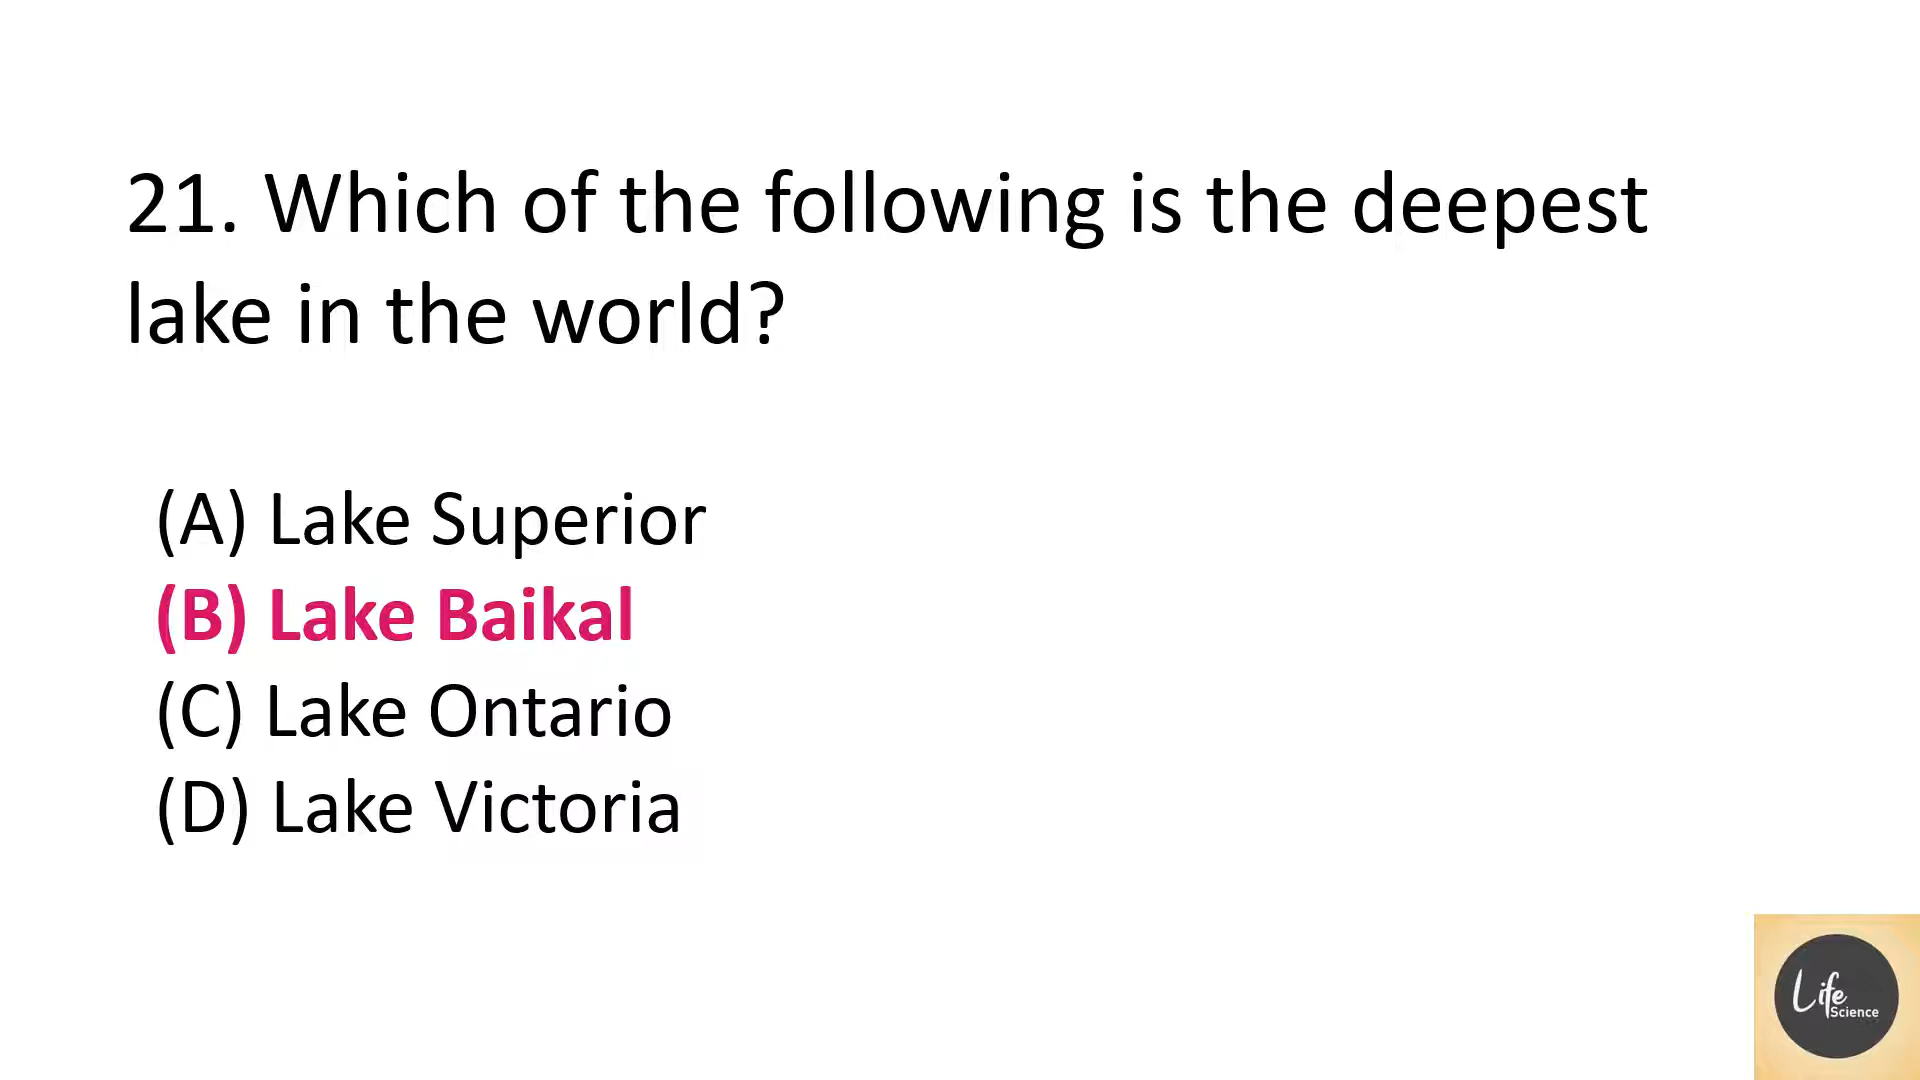 21. Which of the following is the deepest
lake in the world?
(A) Lake Superior
(B) Lake Baikal
(C) Lake Ontario
(D) Lake Victoria
Life
Science